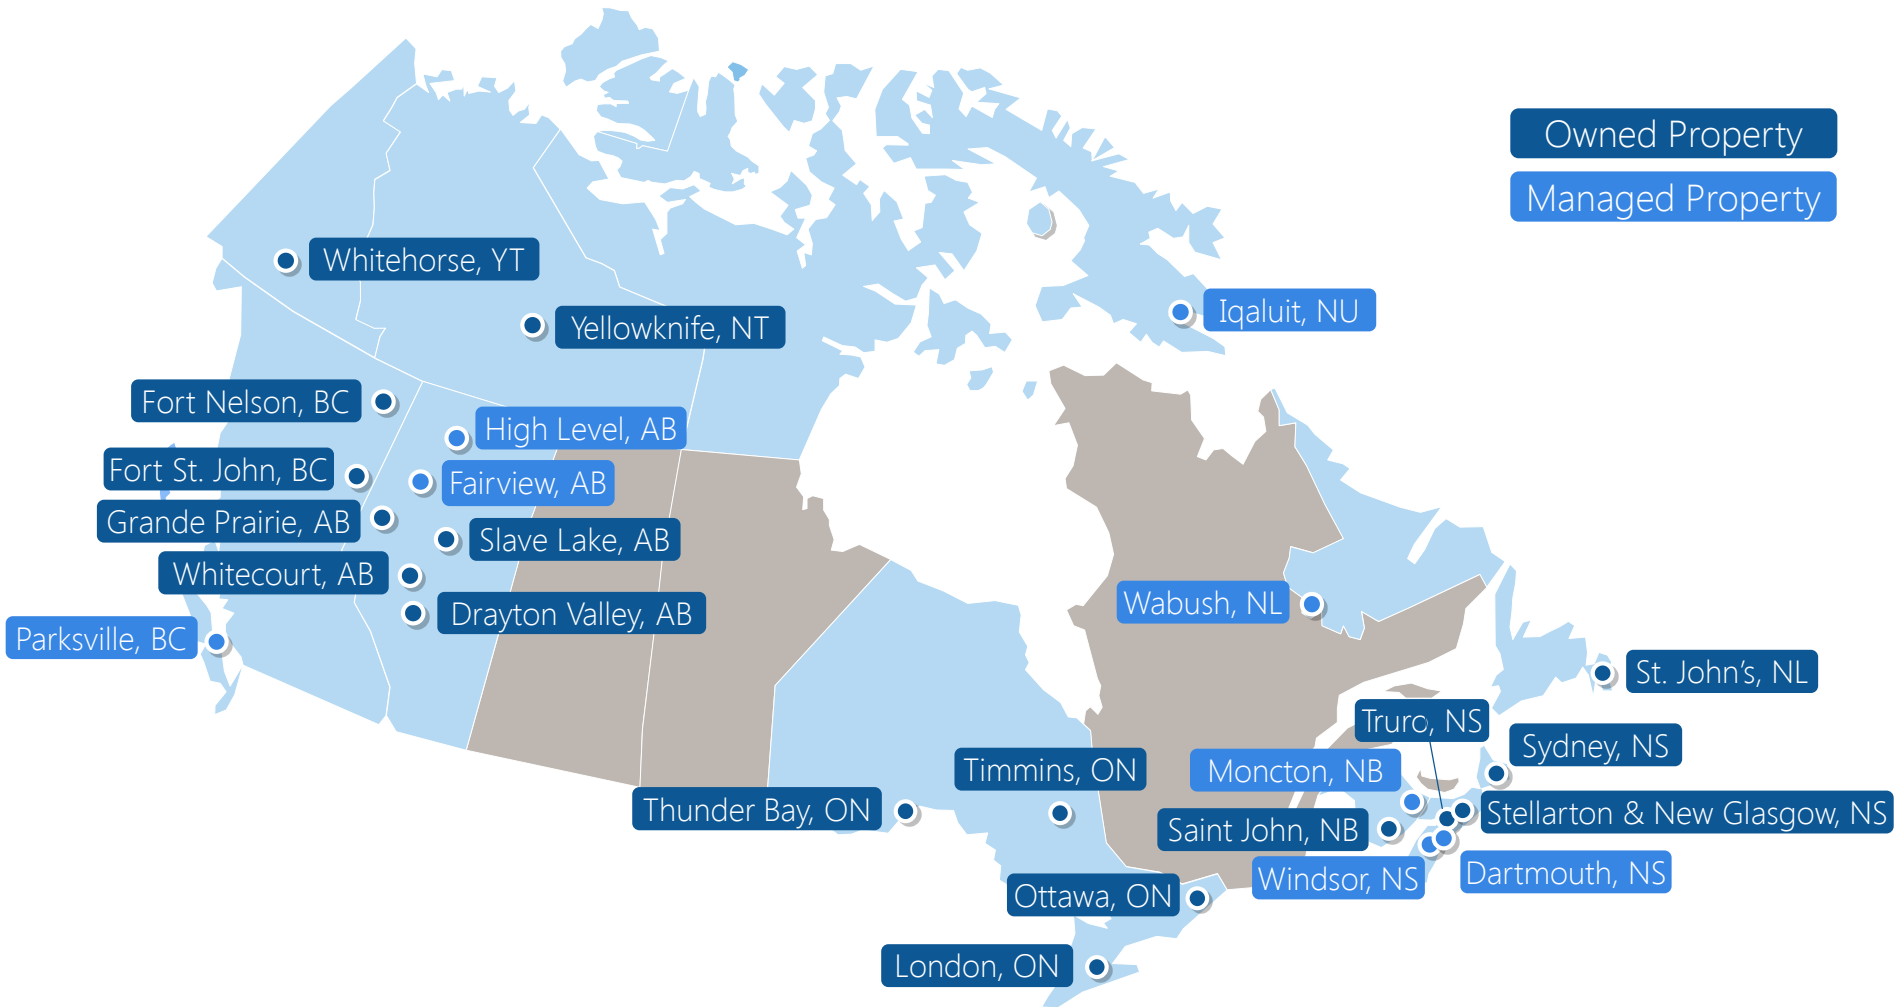 Owned Property
Managed Property
Whitehorse, YT
Iqaluit, NU
Yellowknife, NT
Fort Nelson, BC
High Level, AB
Fort St. John, BC
Fairview, AB
Grande Prairie, AB
Slave Lake, AB
Whitecourt, AB
Drayton Valley, AB
Wabush, NL
Parksville, BC
St. John’s, NL
Truro, NS
Sydney, NS
Timmins, ON
Moncton, NB
Thunder Bay, ON
Stellarton & New Glasgow, NS
Saint John, NB
Windsor, NS
Dartmouth, NS
Ottawa, ON
London, ON